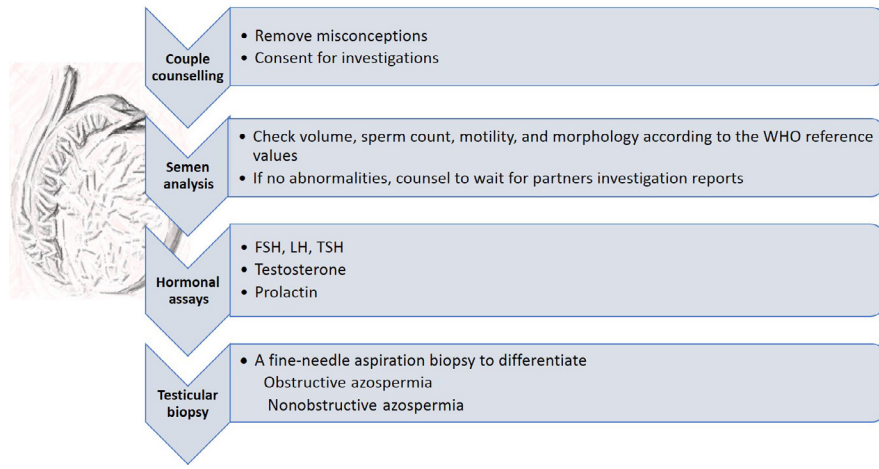 Couple
counselling
• Remove misconceptions
• Consent for investigations
Semen
analysis
• Check volume, sperm count, motility, and morphology according to the WHO reference
values
• If no abnormalities, counsel to wait for partners investigation reports
Hormonal
assays
• FSH, LH, TSH
• Testosterone
• Prolactin
Testicular
biopsy
• A fine-needle aspiration biopsy to differentiate
Obstructive azospermia
Nonobstructive azospermia